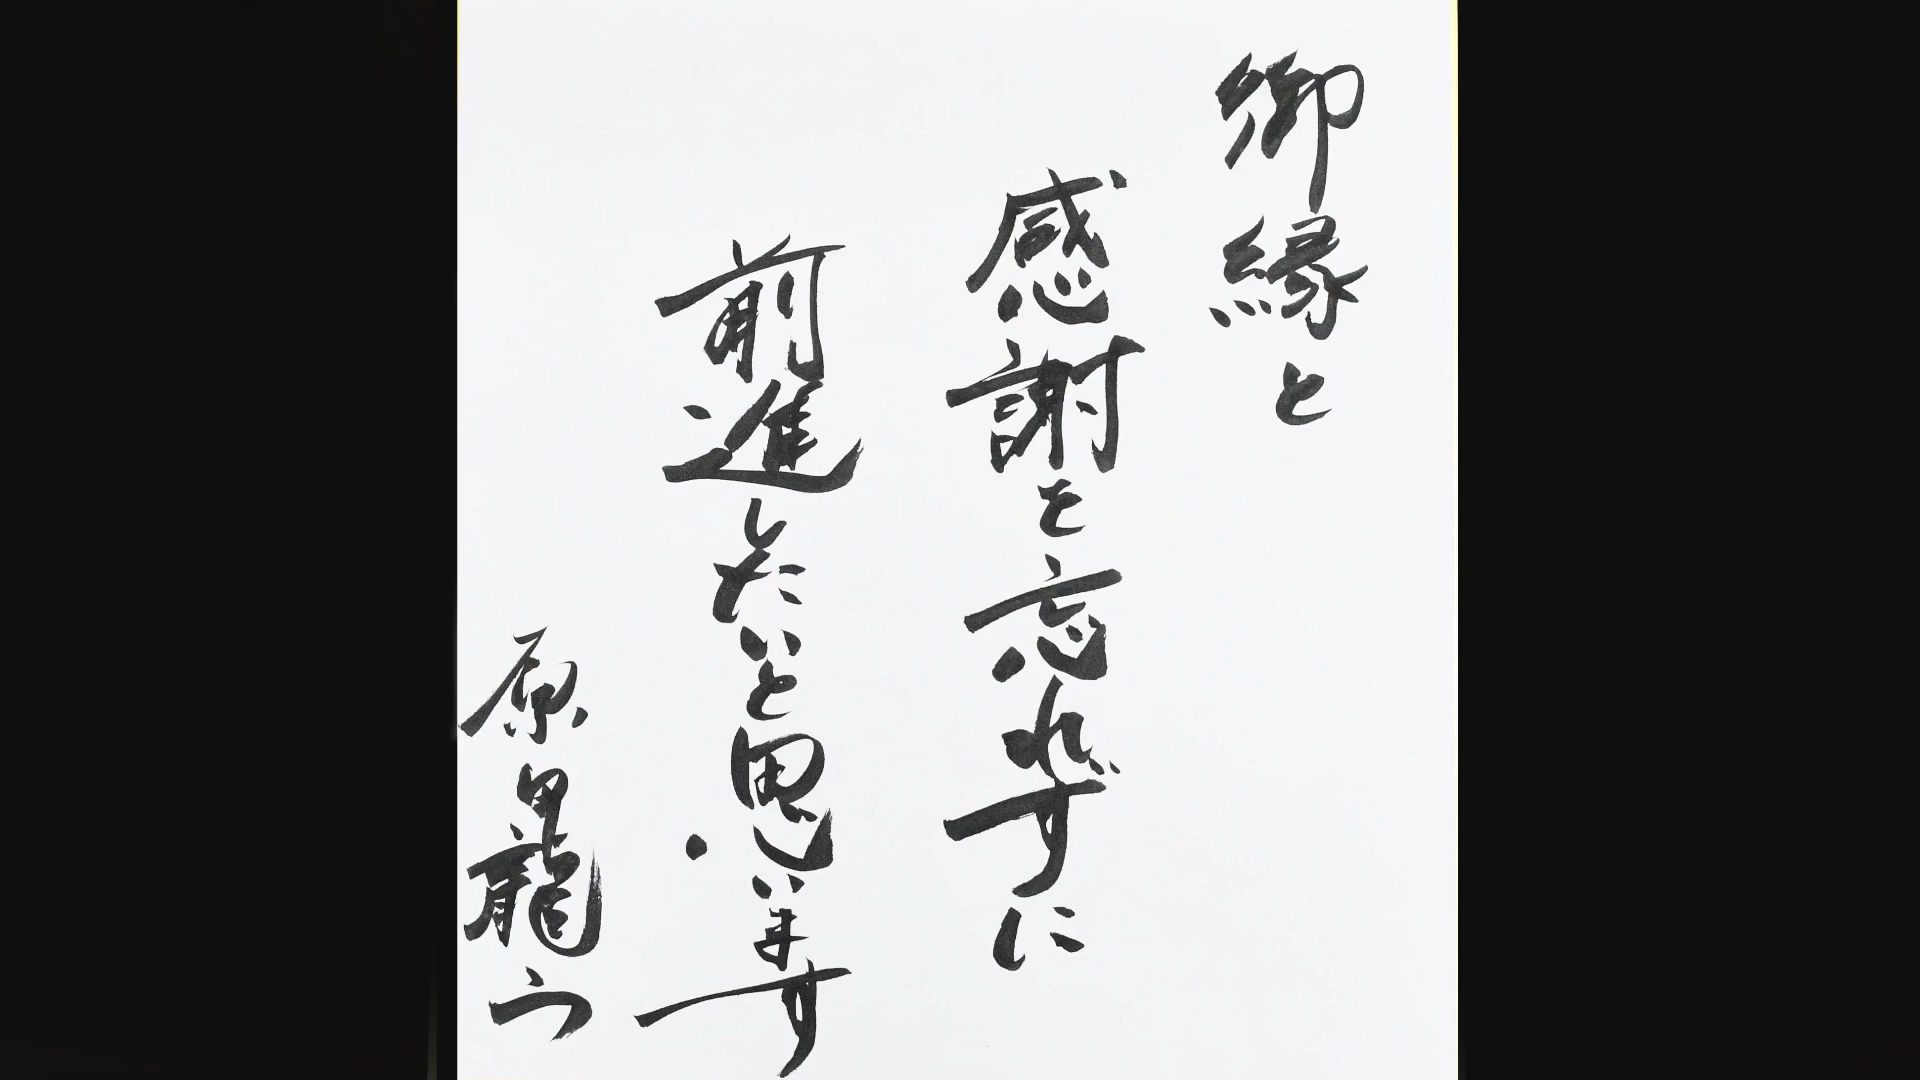 御縁と
感謝を忘れずに
前進したいと思います
原田龍二